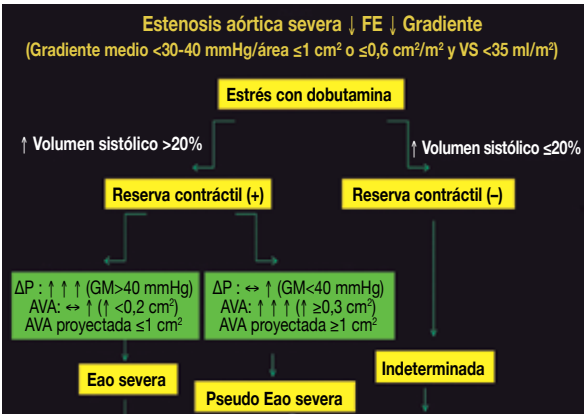 Estenosis aórtica severa ↓ FE ↓ Gradiente
(Gradiente medio <30-40 mmHg/área ≤1 cm² o ≤0,6 cm²/m² y VS <35 ml/m²)
Estrés con dobutamina
↑ Volumen sistólico >20%
↑ Volumen sistólico ≤20%
Reserva contráctil (+)
Reserva contráctil (–)
ΔP : ↑ ↑ ↑ (GM>40 mmHg)
AVA: ↔ ↑ (↑ <0,2 cm²)
AVA proyectada ≤1 cm²
ΔP : ↔ ↑ (GM<40 mmHg)
AVA: ↑ ↑ ↑ (↑ ≥0,3 cm²)
AVA proyectada ≥1 cm²
Eao severa
Pseudo Eao severa
Indeterminada